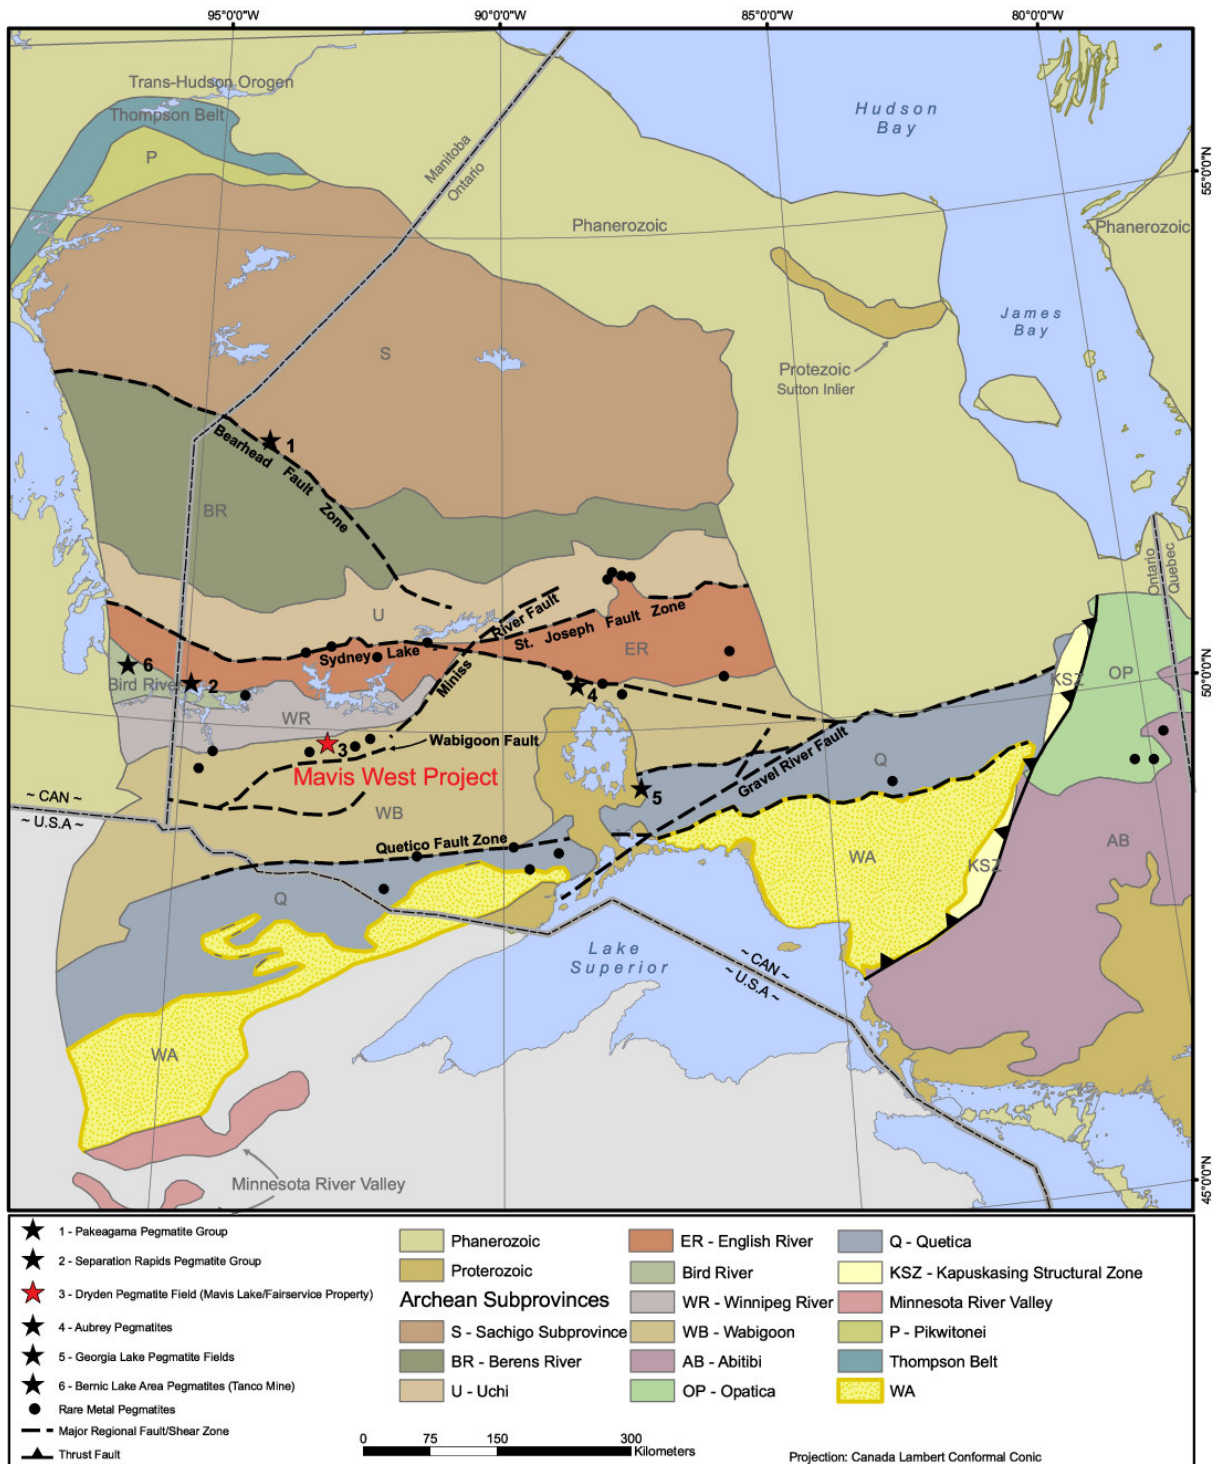 95°0'0"W
90°0'0"W
85°0'0"W
80°0'0"W
Trans-Hudson Orogen
Thompson Belt
P
Manitoba
Ontario
Hudson
Bay
55°0'0"N
Phanerozoic
Phanerozoic
James
Bay
S
Protezoic
Sutton Inlier
1
Bearhead Fault Zone
BR
Ontario
Quebec
U
River Fault
St. Joseph Fault Zone
ER
Sydney Lake
Miniss
6
Bird River
2
4
KSZ
OP
50°0'0"N
WR
3
Wabigoon Fault
Mavis West Project
Gravel River Fault
Q
5
~ CAN ~
~ U.S.A ~
WB
Quetico Fault Zone
WA
KSZ
AB
Q
Lake
Superior
~ CAN ~
~ U.S.A ~
WA
Minnesota River Valley
45°0'0"N
1 - Pakeagama Pegmatite Group
2 - Separation Rapids Pegmatite Group
3 - Dryden Pegmatite Field (Mavis Lake/Fairservice Property)
4 - Aubrey Pegmatites
5 - Georgia Lake Pegmatite Fields
6 - Bernic Lake Area Pegmatites (Tanco Mine)
Rare Metal Pegmatites
Major Regional Fault/Shear Zone
Thrust Fault
Phanerozoic
Proterozoic
Archean Subprovinces
S - Sachigo Subprovince
BR - Berens River
U - Uchi
ER - English River
Bird River
WR - Winnipeg River
WB - Wabigoon
AB - Abitibi
OP - Opatica
Q - Quetica
KSZ - Kapuskasing Structural Zone
Minnesota River Valley
P - Pikwitonei
Thompson Belt
WA
0 75 150 300
Kilometers
Projection: Canada Lambert Conformal Conic